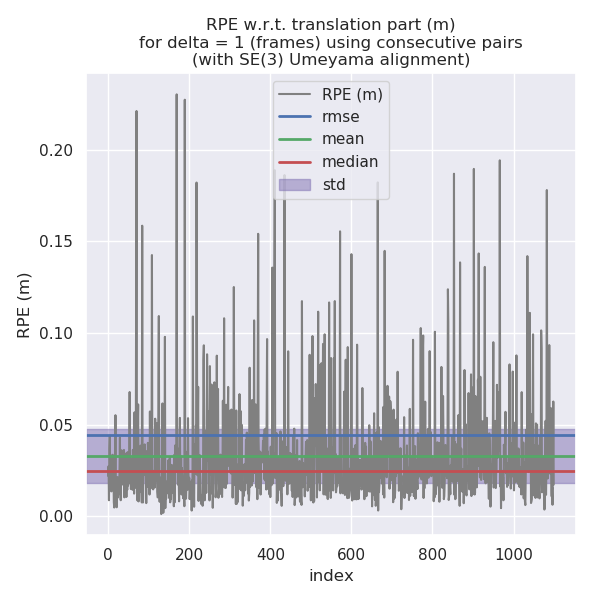 RPE w.r.t. translation part (m)
for delta = 1 (frames) using consecutive pairs
(with SE(3) Umeyama alignment)
RPE (m)
rmse
mean
median
std
0.20
0.15
0.10
0.05
0.00
RPE (m)
0
200
400
600
800
1000
index